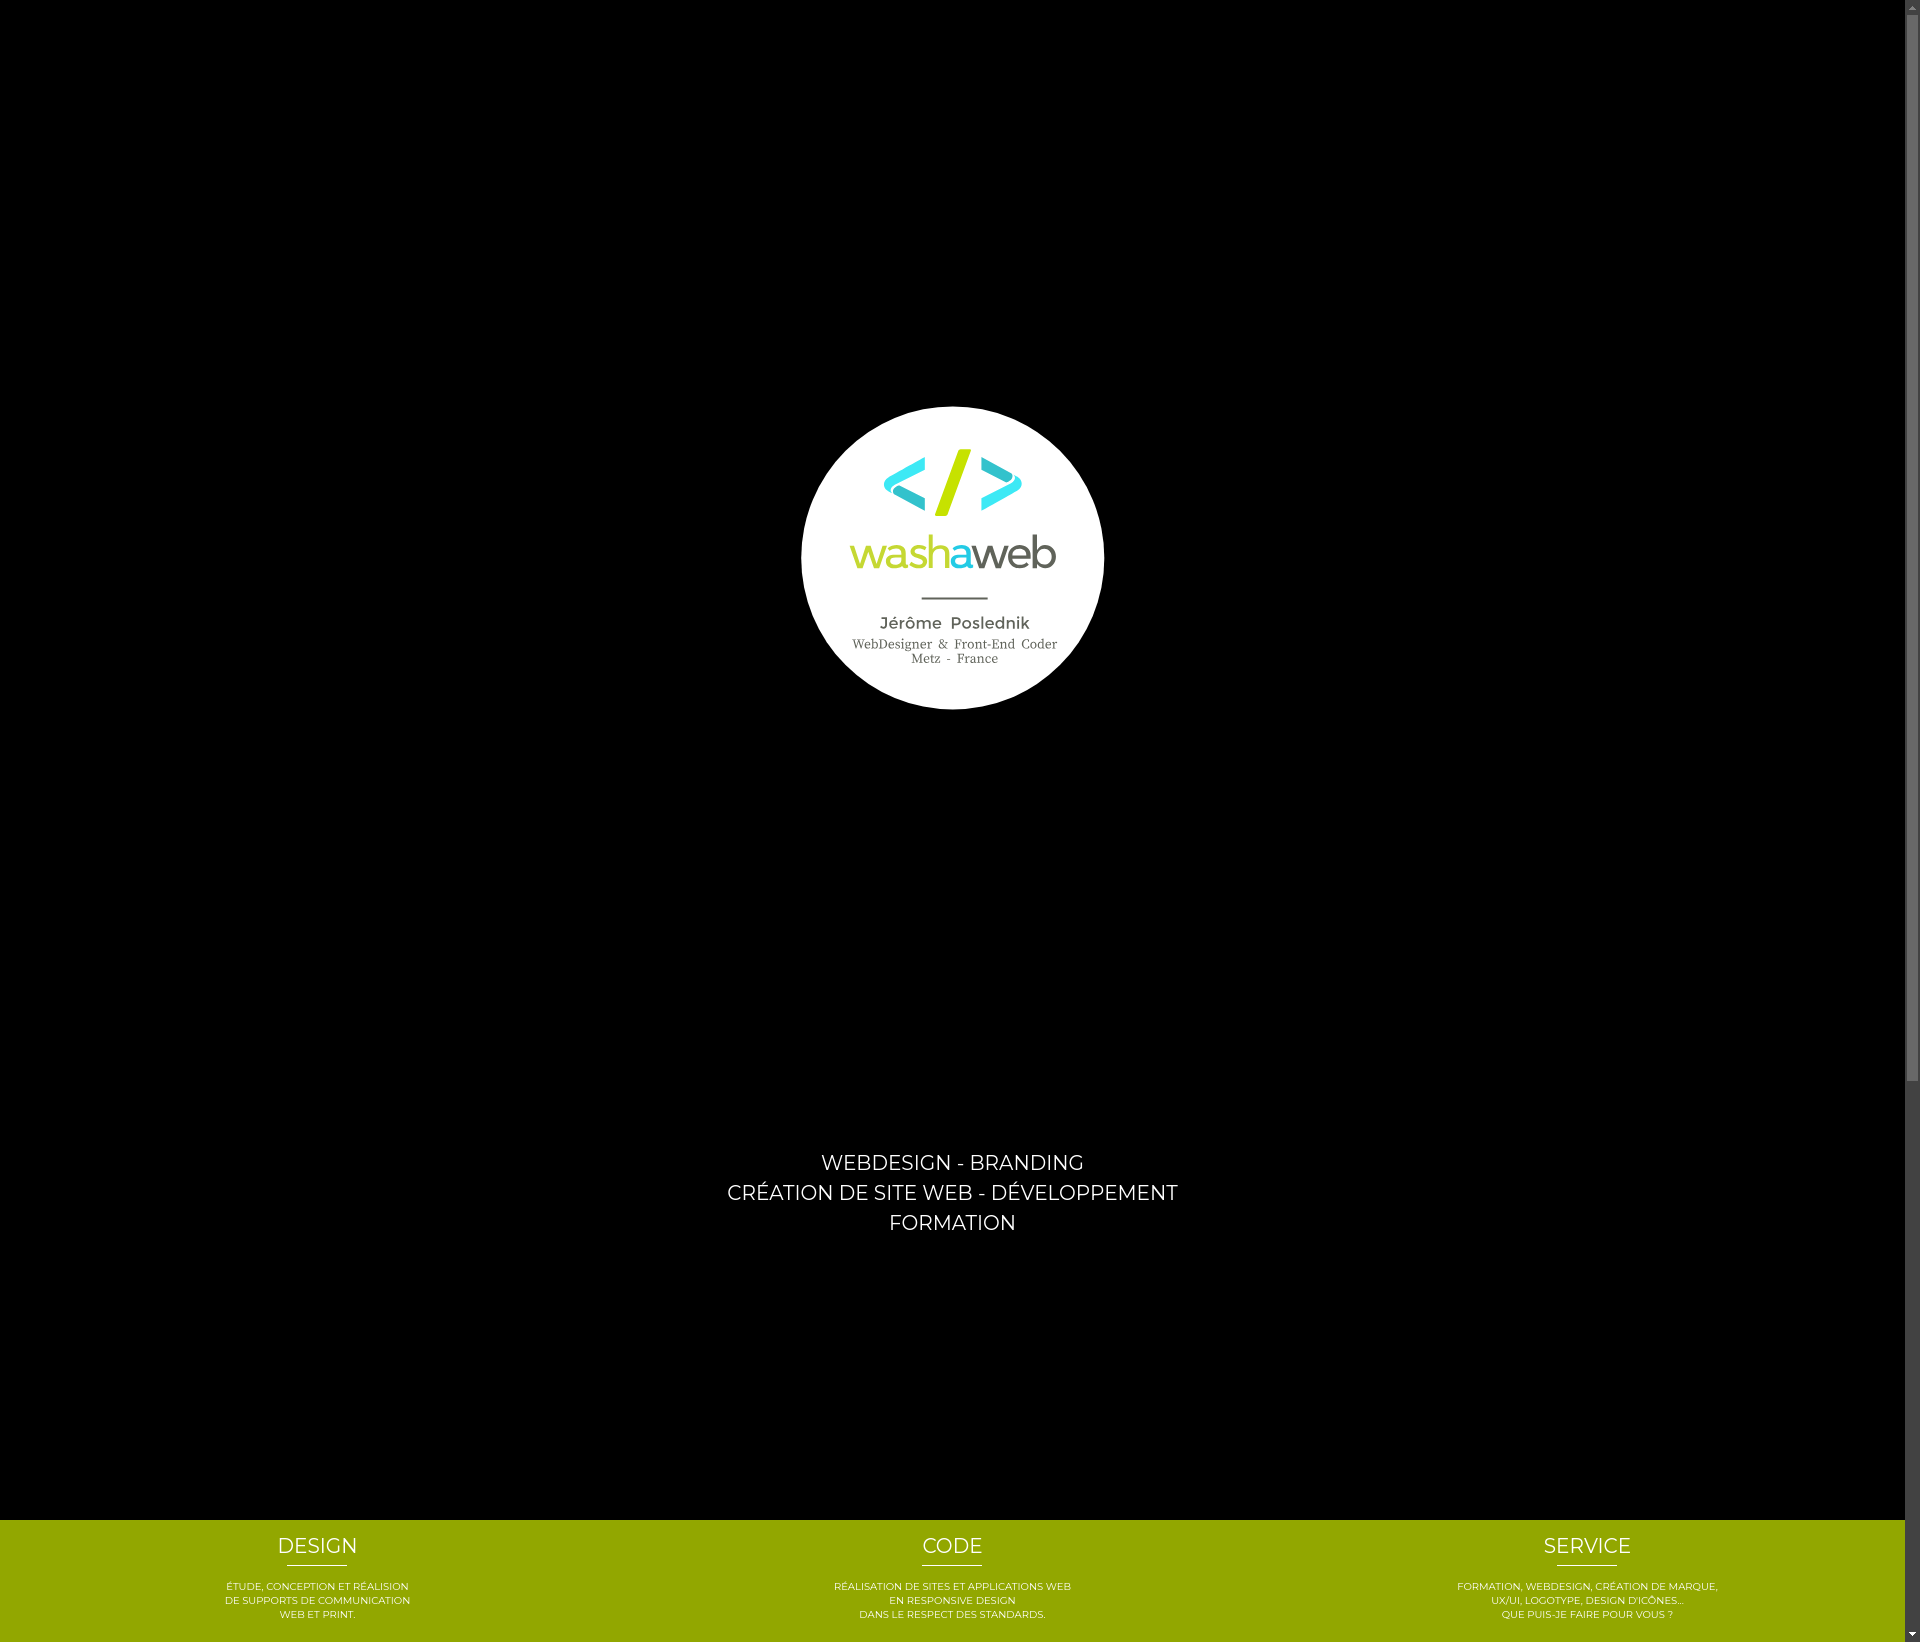 washaweb
Jérôme Poslednik
WebDesigner & Front-End Coder
Metz - France
WEBDESIGN - BRANDING
CRÉATION DE SITE WEB - DÉVELOPPEMENT
FORMATION
DESIGN
ÉTUDE, CONCEPTION ET RÉALISION
DE SUPPORTS DE COMMUNICATION
WEB ET PRINT.
CODE
RÉALISATION DE SITES ET APPLICATIONS WEB
EN RESPONSIVE DESIGN
DANS LE RESPECT DES STANDARDS.
SERVICE
FORMATION, WEBDESIGN, CRÉATION DE MARQUE,
UX/UI, LOGOTYPE, DESIGN D'ICÔNES...
QUE PUIS-JE FAIRE POUR VOUS ?